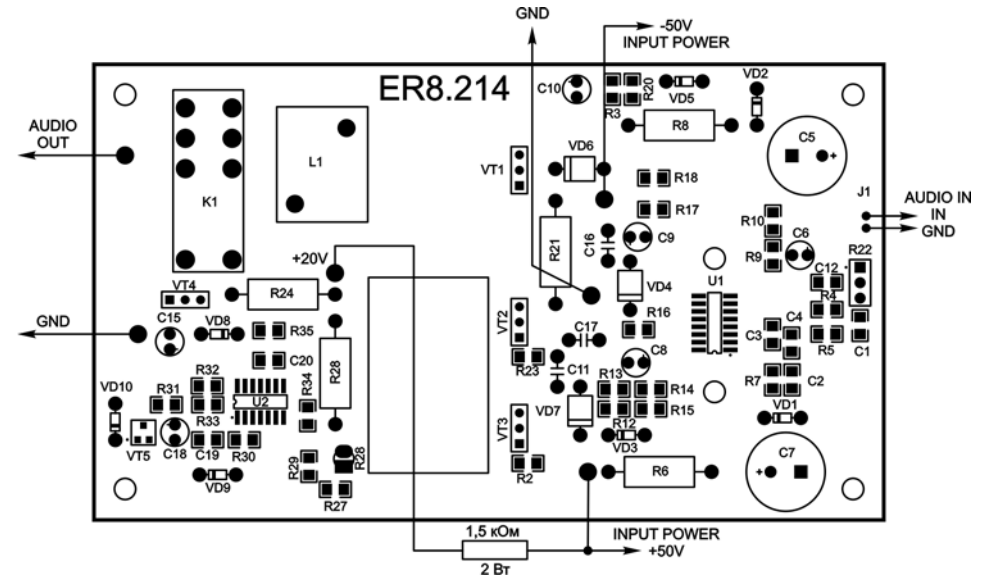 GND
-50V
INPUT POWER
ER8.214
C10
R3
R20
VD5
VD2
R8
C5
+
AUDIO
OUT
K1
L1
VT1
VD6
R18
R17
J1
AUDIO IN
IN
GND
R21
C16
C9
R10
R9
C6
R22
+20V
VT4
R24
VD4
U1
C12
R4
GND
C15
VD8
R35
C20
R28
VT2
R23
C17
R16
C8
C3
C4
R5
C1
VD10
R31
R32
R33
U2
R34
C11
R13
R14
R15
R12
R7
C2
VT5
C18
C19
R30
VD9
R29
R28
R27
VT3
R2
VD7
VD3
VD1
R6
C7
+
1,5 кОм
2 Вт
INPUT POWER
+50V